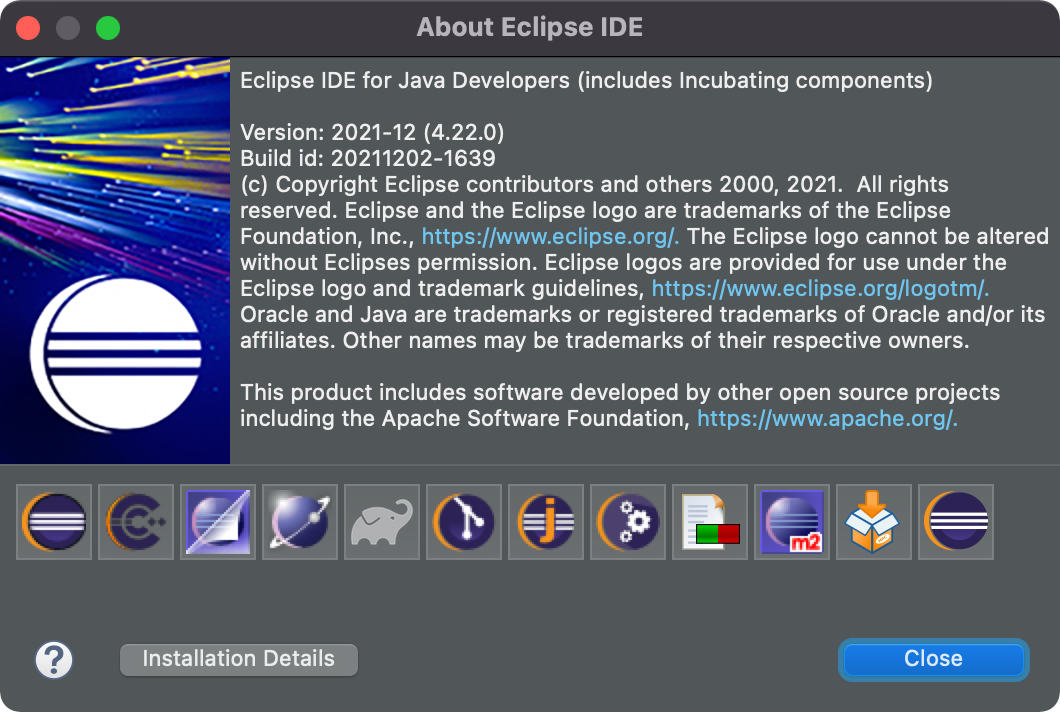 About Eclipse IDE
Eclipse IDE for Java Developers (includes Incubating components)
Version: 2021-12 (4.22.0)
Build id: 20211202-1639
(c) Copyright Eclipse contributors and others 2000, 2021.  All rights
reserved. Eclipse and the Eclipse logo are trademarks of the Eclipse
Foundation, Inc., https://www.eclipse.org/. The Eclipse logo cannot be altered
without Eclipses permission. Eclipse logos are provided for use under the
Eclipse logo and trademark guidelines, https://www.eclipse.org/logotm/.
Oracle and Java are trademarks or registered trademarks of Oracle and/or its
affiliates. Other names may be trademarks of their respective owners.
This product includes software developed by other open source projects
including the Apache Software Foundation, https://www.apache.org/.
C++ j m2
? Installation Details Close